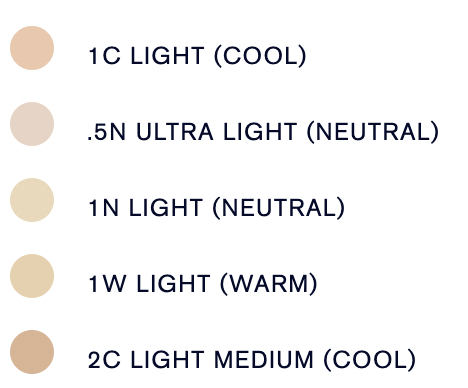 1C LIGHT (COOL)
.5N ULTRA LIGHT (NEUTRAL)
1N LIGHT (NEUTRAL)
1W LIGHT (WARM)
2C LIGHT MEDIUM (COOL)